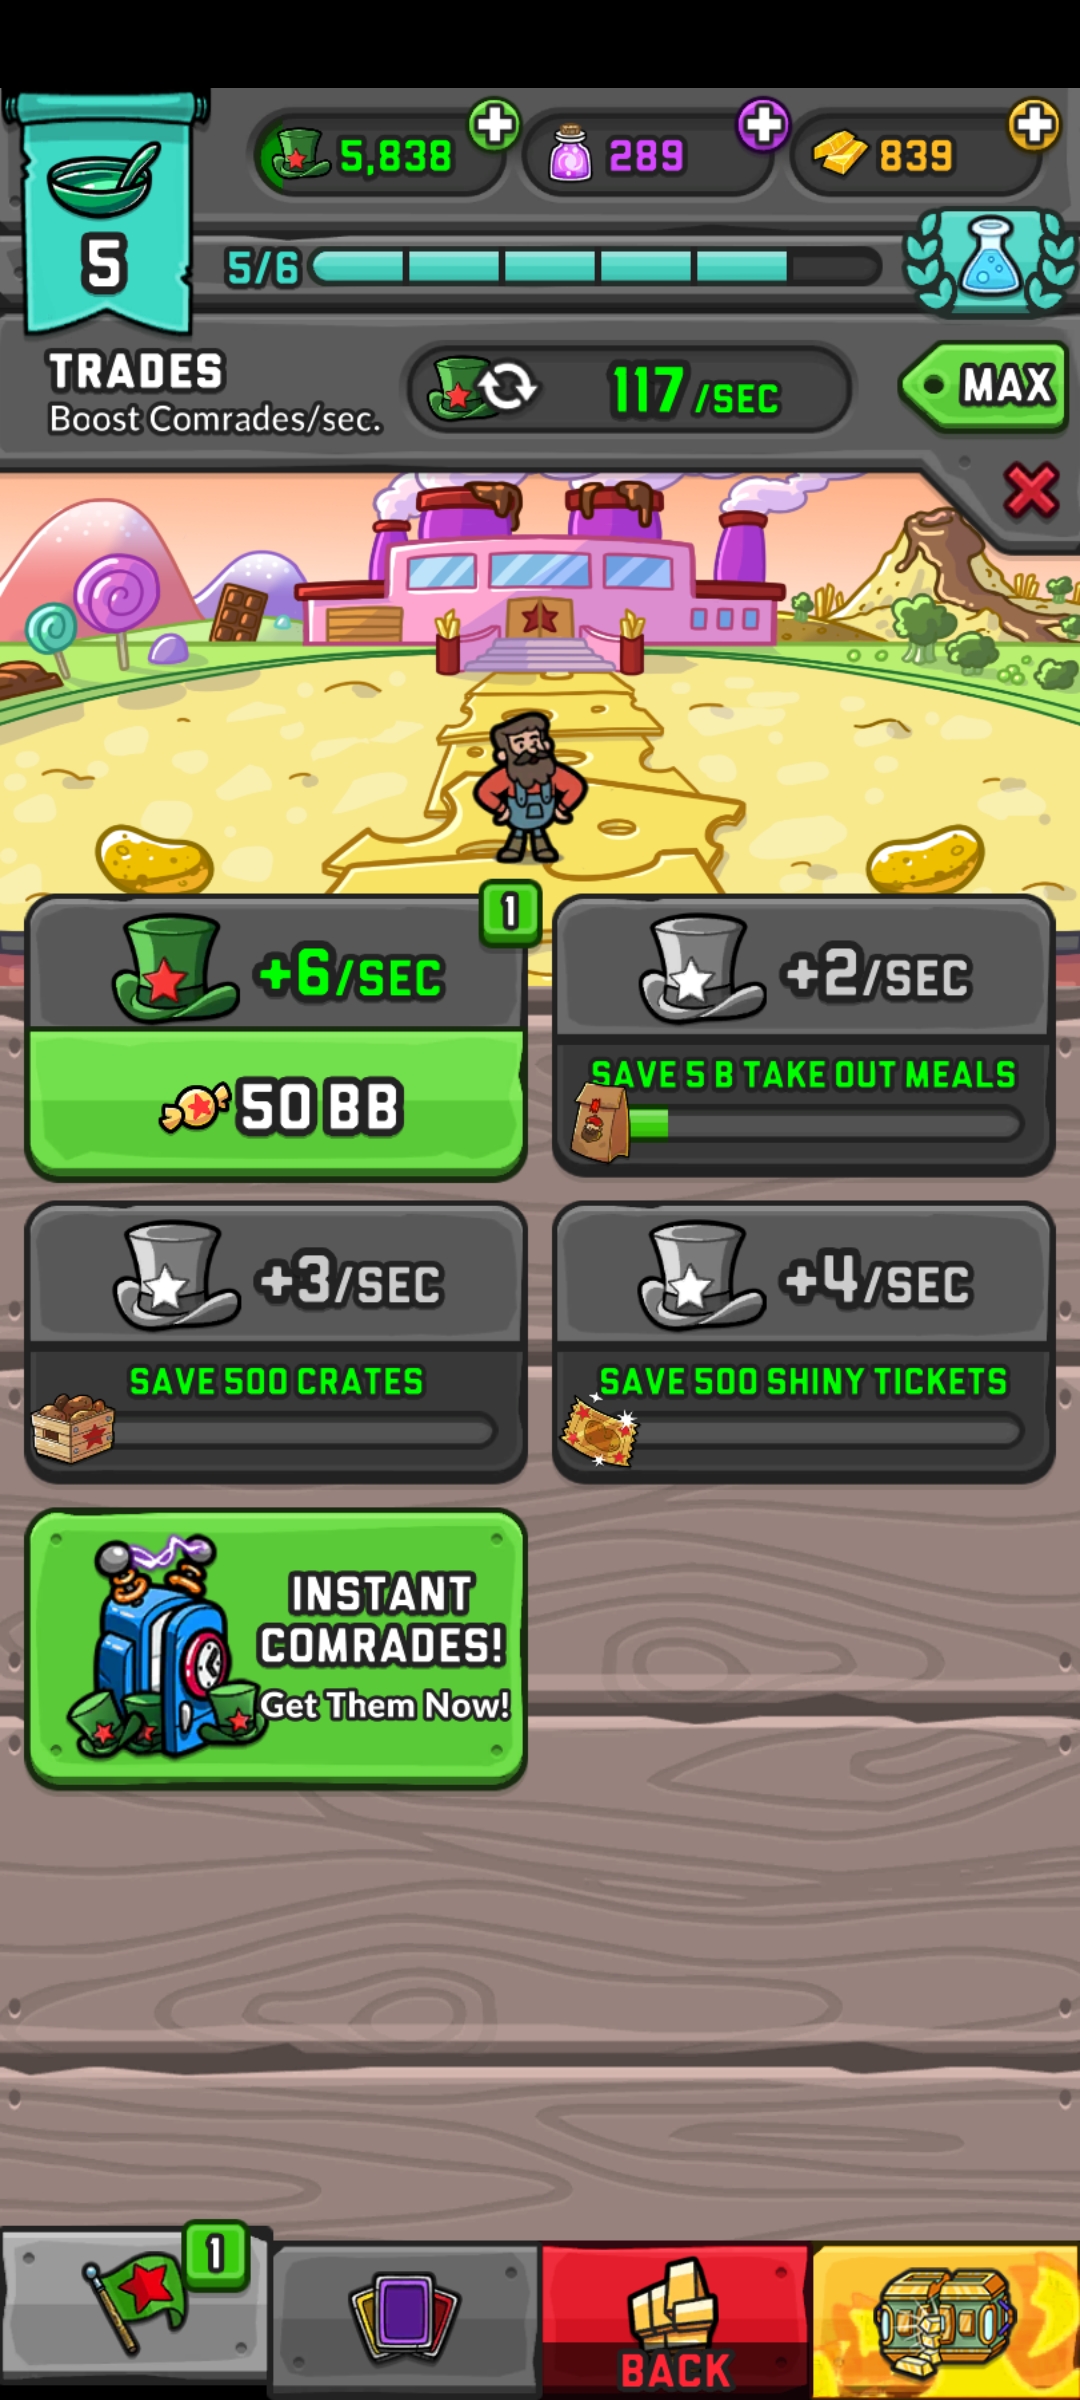 5,838
289
839
5
5/6
TRADES
Boost Comrades/sec.
117/SEC
MAX
1
+6/SEC
50 BB
+2/SEC
SAVE 5 B TAKE OUT MEALS
+3/SEC
SAVE 500 CRATES
+4/SEC
SAVE 500 SHINY TICKETS
INSTANT
COMRADES!
Get Them Now!
1
BACK